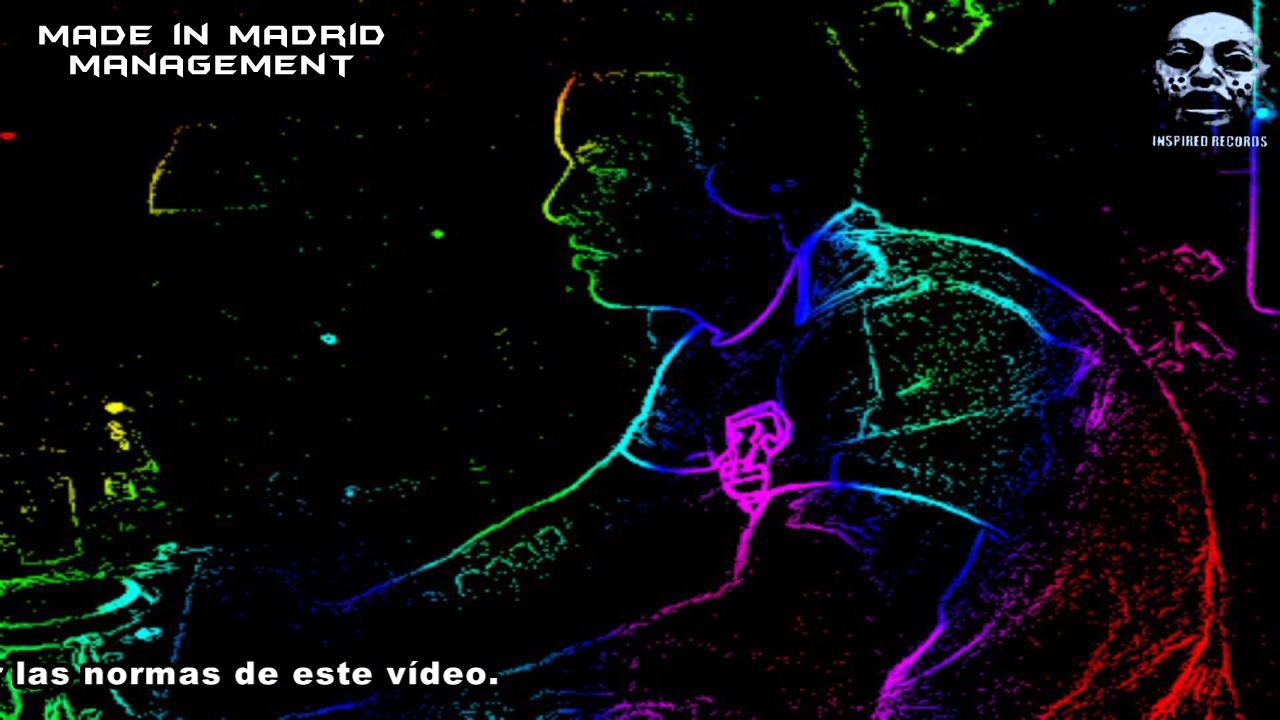 MADE IN MADRID
MANAGEMENT
INSPIRED RECORDS
las normas de este vídeo.